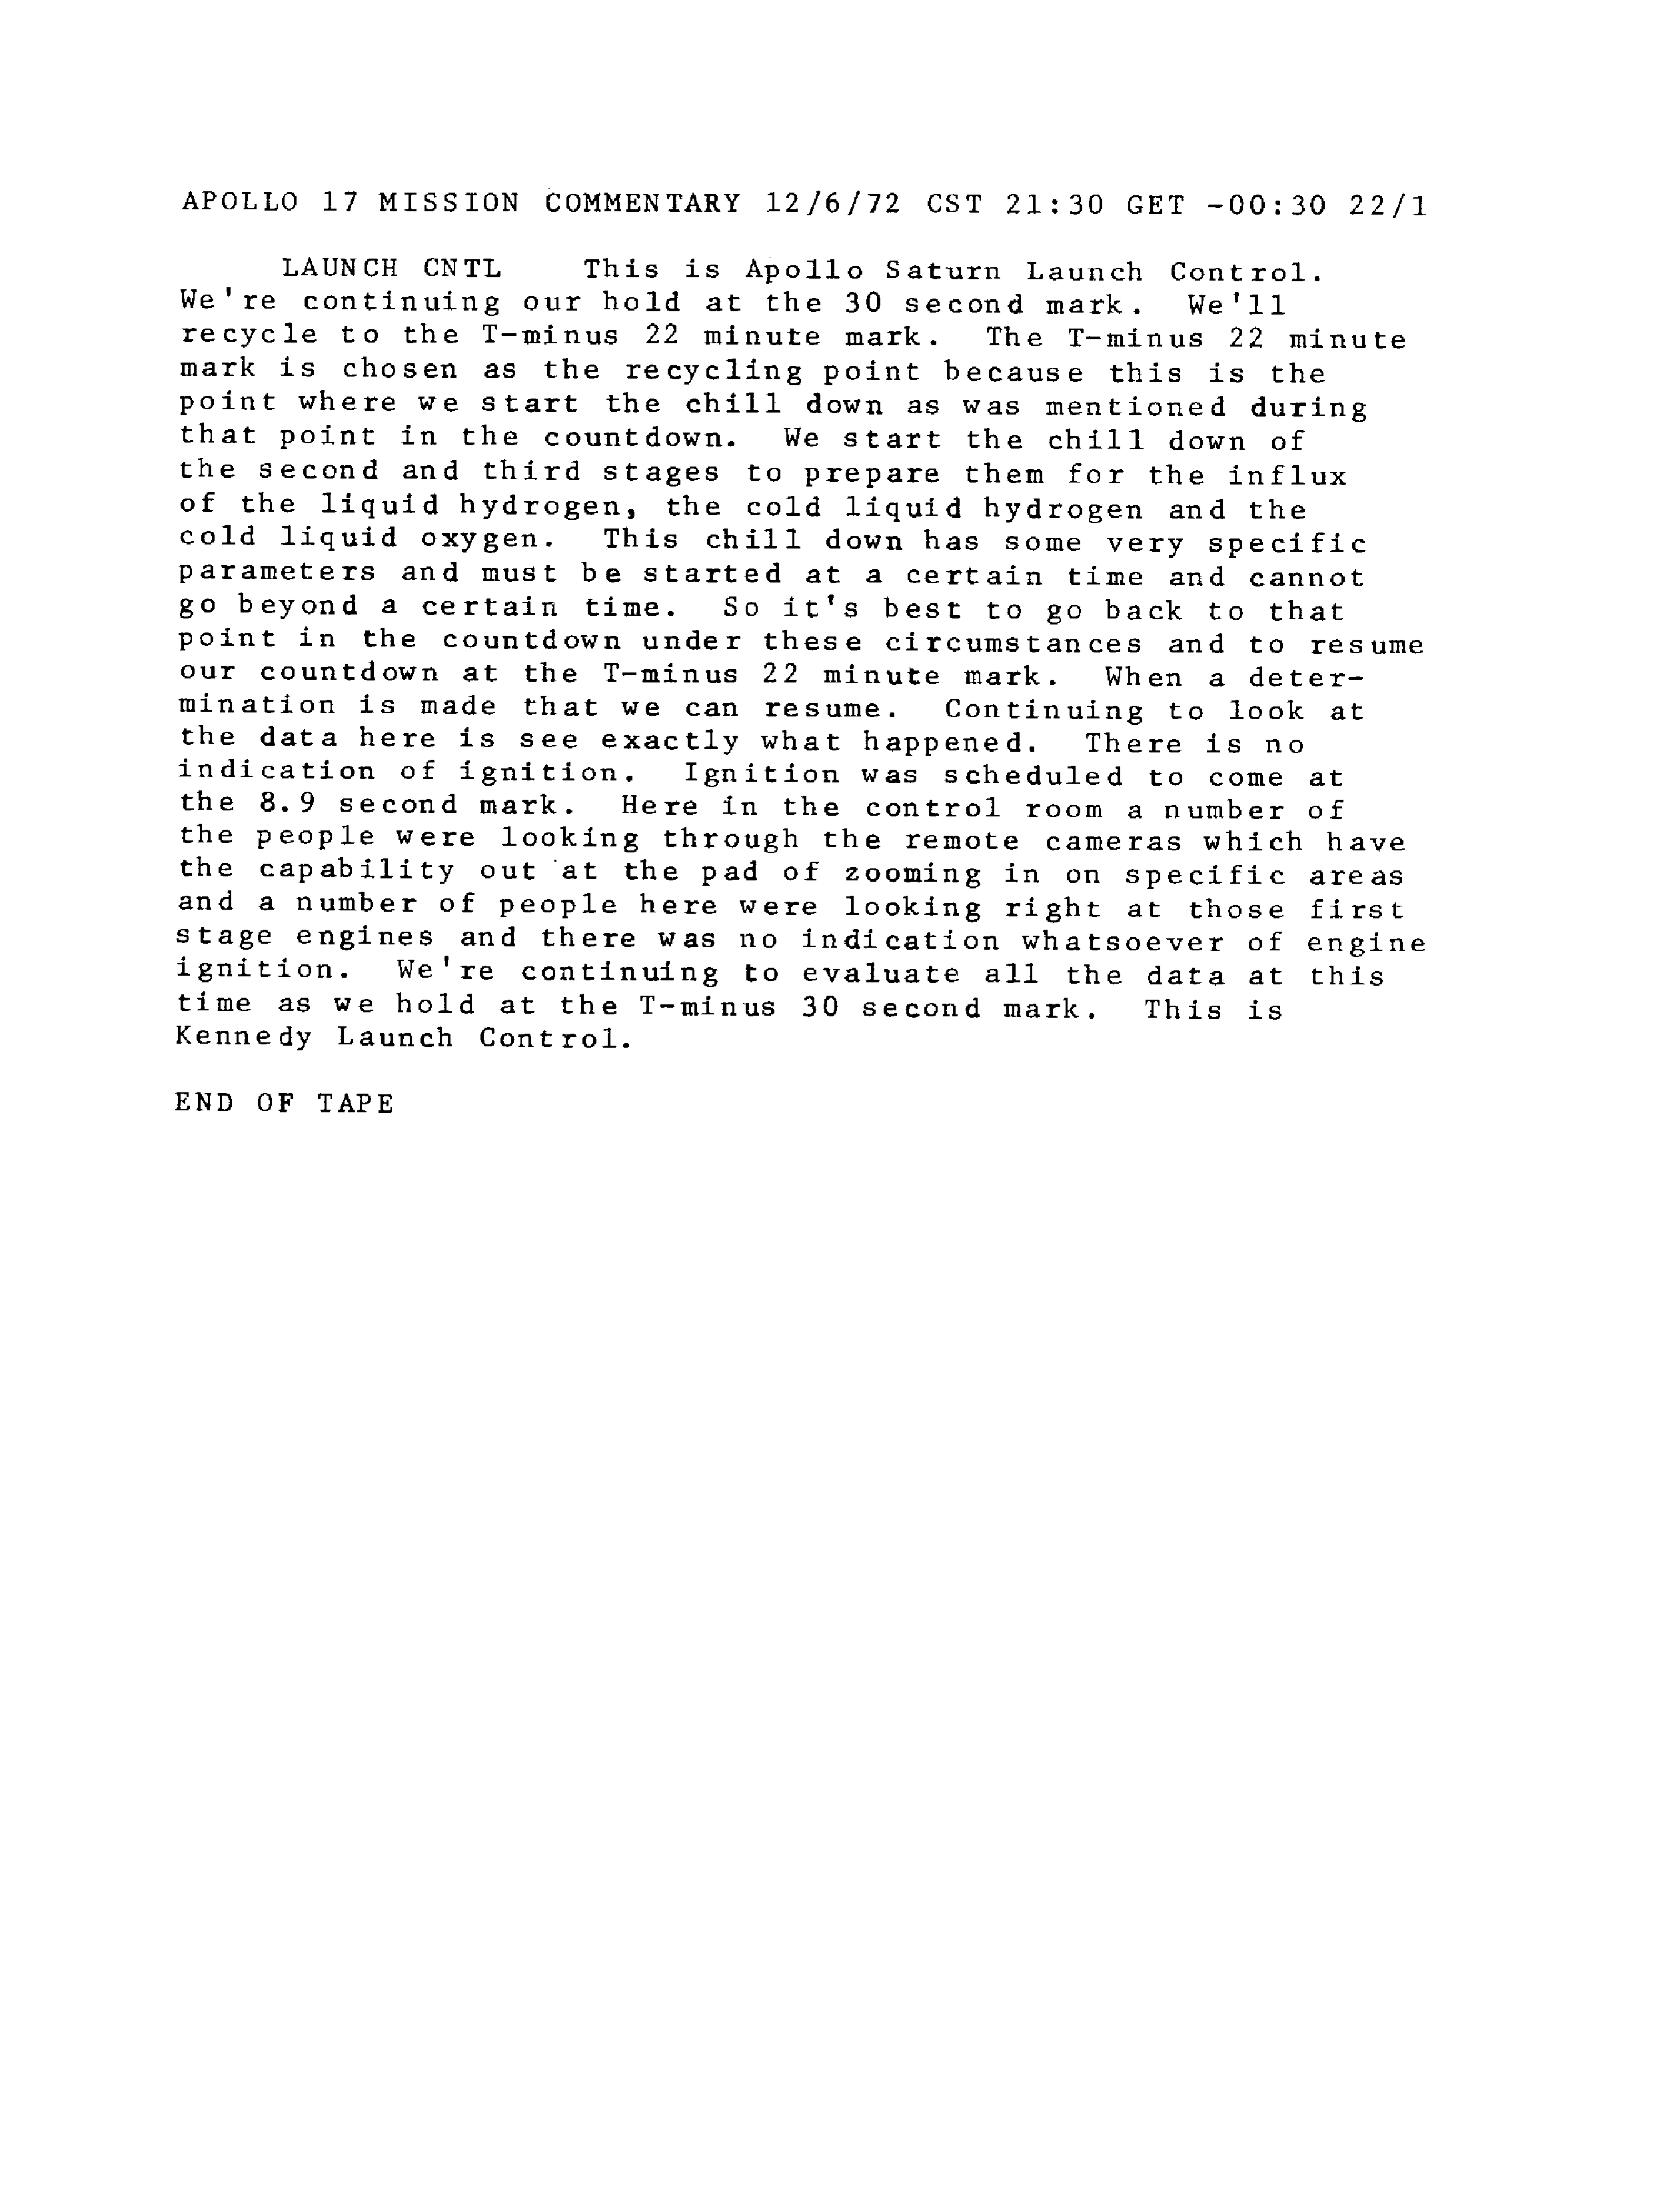 APOLLO 17 MISSION COMMENTARY 12/6/72 CST 21:30 GET -00:30 22/1
LAUNCH CNTL This is Apollo Saturn Launch Control.
We're continuing our hold at the 30 second mark. We'll
recycle to the T-minus 22 minute mark. The T-minus 22 minute
mark is chosen as the recycling point because this is the
point where we start the chill down as was mentioned during
that point in the countdown. We start the chill down of
the second and third stages to prepare them for the influx
of the liquid hydrogen, the cold liquid hydrogen and the
cold liquid oxygen. This chill down has some very specific
parameters and must be started at a certain time and cannot
go beyond a certain time. So it's best to go back to that
point in the countdown under these circumstances and to resume
our countdown at the T-minus 22 minute mark. When a deter-
mination is made that we can resume. Continuing to look at
the data here is see exactly what happened. There is no
indication of ignition. Ignition was scheduled to come at
the 8.9 second mark. Here in the control room a number of
the people were looking through the remote cameras which have
the capability out at the pad of zooming in on specific areas
and a number of people here were looking right at those first
stage engines and there was no indication whatsoever of engine
ignition. We're continuing to evaluate all the data at this
time as we hold at the T-minus 30 second mark. This is
Kennedy Launch Control.
END OF TAPE